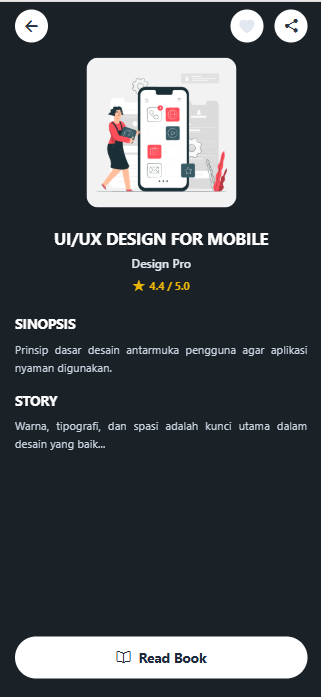 UI/UX DESIGN FOR MOBILE
Design Pro
★ 4.4 / 5.0
SINOPSIS
Prinsip dasar desain antarmuka pengguna agar aplikasi
nyaman digunakan.
STORY
Warna, tipografi, dan spasi adalah kunci utama dalam
desain yang baik...
Read Book